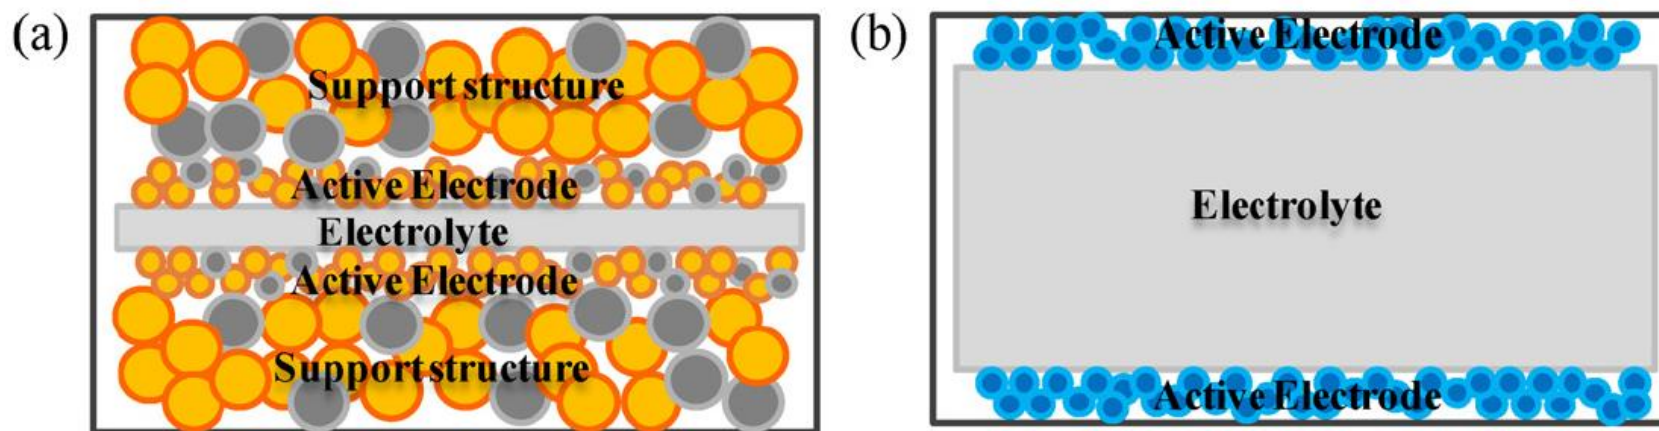 (a)
Support structure
Active Electrode
Electrolyte
Active Electrode
Support structure
(b)
Active Electrode
Electrolyte
Active Electrode